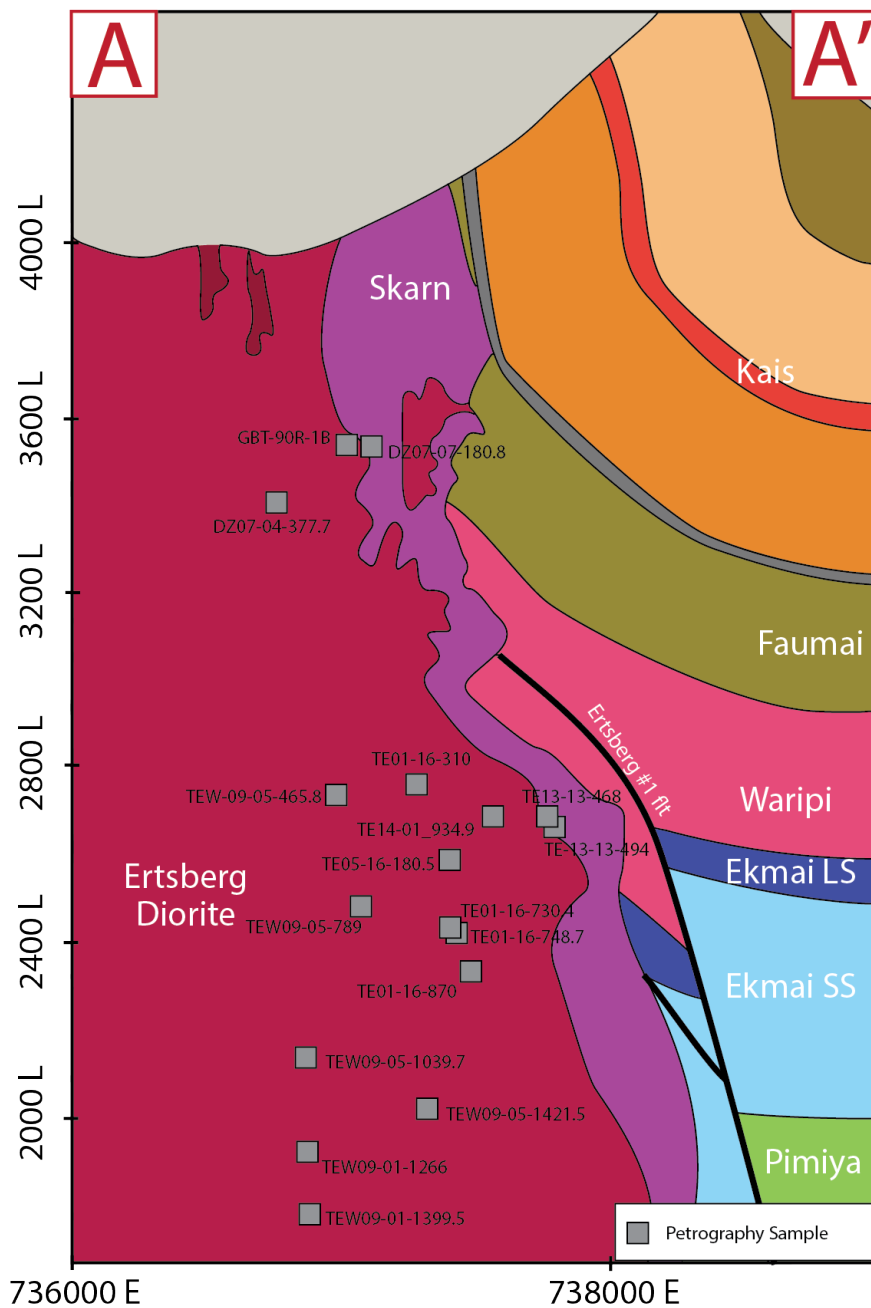 A
A'
4000 L
Skarn
Kais
3600 L
GBT-90R-1B
DZ07-07-180.8
DZ07-04-377.7
3200 L
Faumai
Ertsberg #1 flt
2800 L
TE01-16-310
TEW-09-05-465.8
TE13-13-468
Waripi
TE14-01_934.9
TE-13-13-494
TE05-16-180.5
Ekmai LS
Ertsberg
Diorite
TEW09-05-789
TE01-16-730.4
TE01-16-748.7
2400 L
TE01-16-870
Ekmai SS
TEW09-05-1039.7
2000 L
TEW09-05-1421.5
TEW09-01-1266
Pimiya
TEW09-01-1399.5
Petrography Sample
736000 E
738000 E